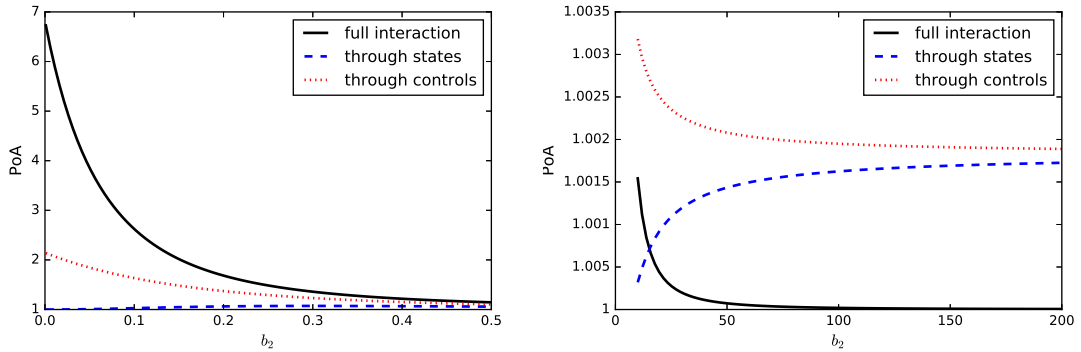 7
6
5
4
3
2
1
PoA
0.0 0.1 0.2 0.3 0.4 0.5
b2
full interaction
through states
through controls
1.0035
1.003
1.0025
1.002
1.0015
1.001
1.005
1
PoA
0 50 100 150 200
b2
full interaction
through states
through controls